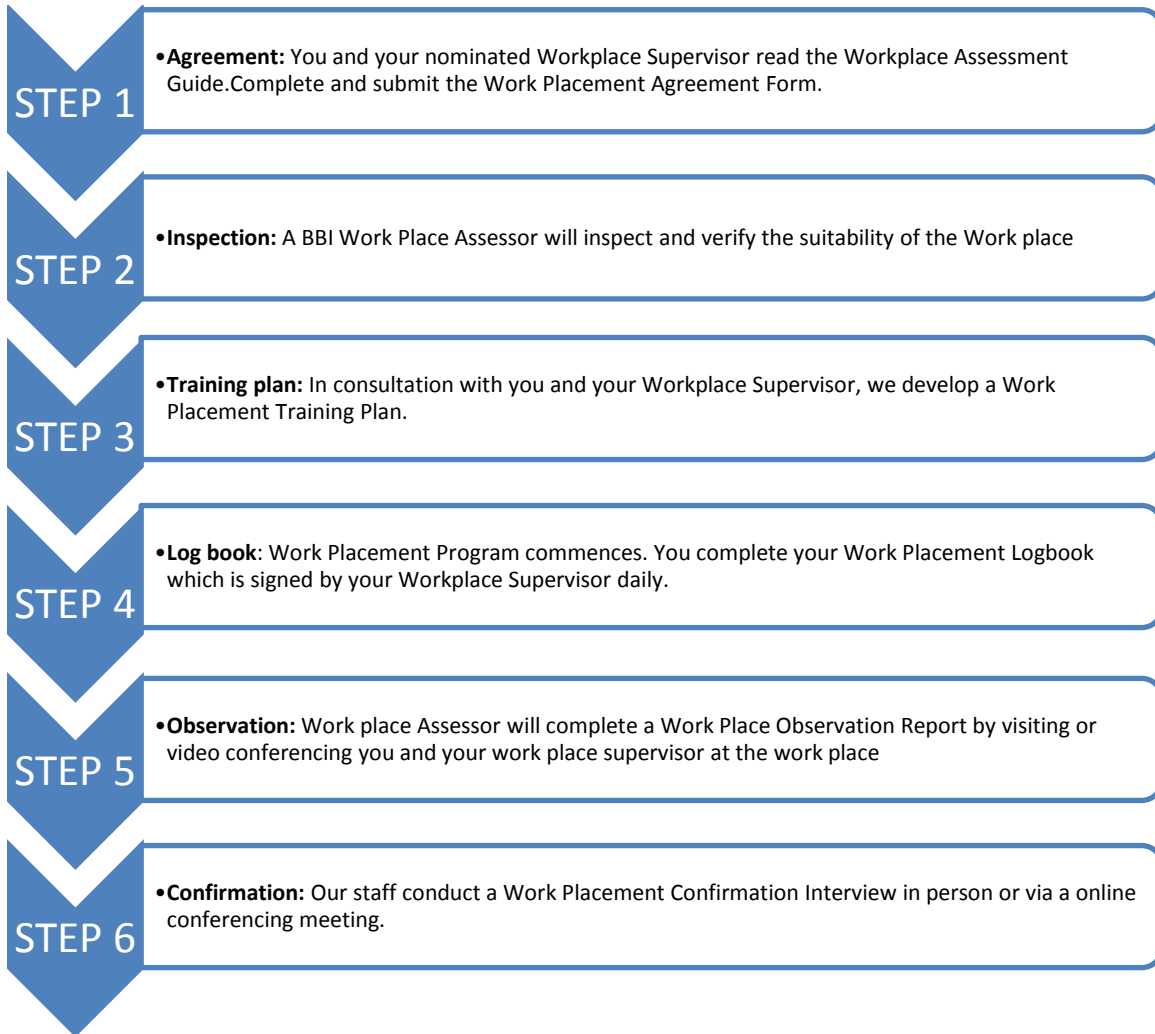 STEP 1
•Agreement: You and your nominated Workplace Supervisor read the Workplace Assessment
Guide.Complete and submit the Work Placement Agreement Form.
STEP 2
•Inspection: A BBI Work Place Assessor will inspect and verify the suitability of the Work place
STEP 3
•Training plan: In consultation with you and your Workplace Supervisor, we develop a Work
Placement Training Plan.
STEP 4
•Log book: Work Placement Program commences. You complete your Work Placement Logbook
which is signed by your Workplace Supervisor daily.
STEP 5
•Observation: Work place Assessor will complete a Work Place Observation Report by visiting or
video conferencing you and your work place supervisor at the work place
STEP 6
•Confirmation: Our staff conduct a Work Placement Confirmation Interview in person or via a online
conferencing meeting.